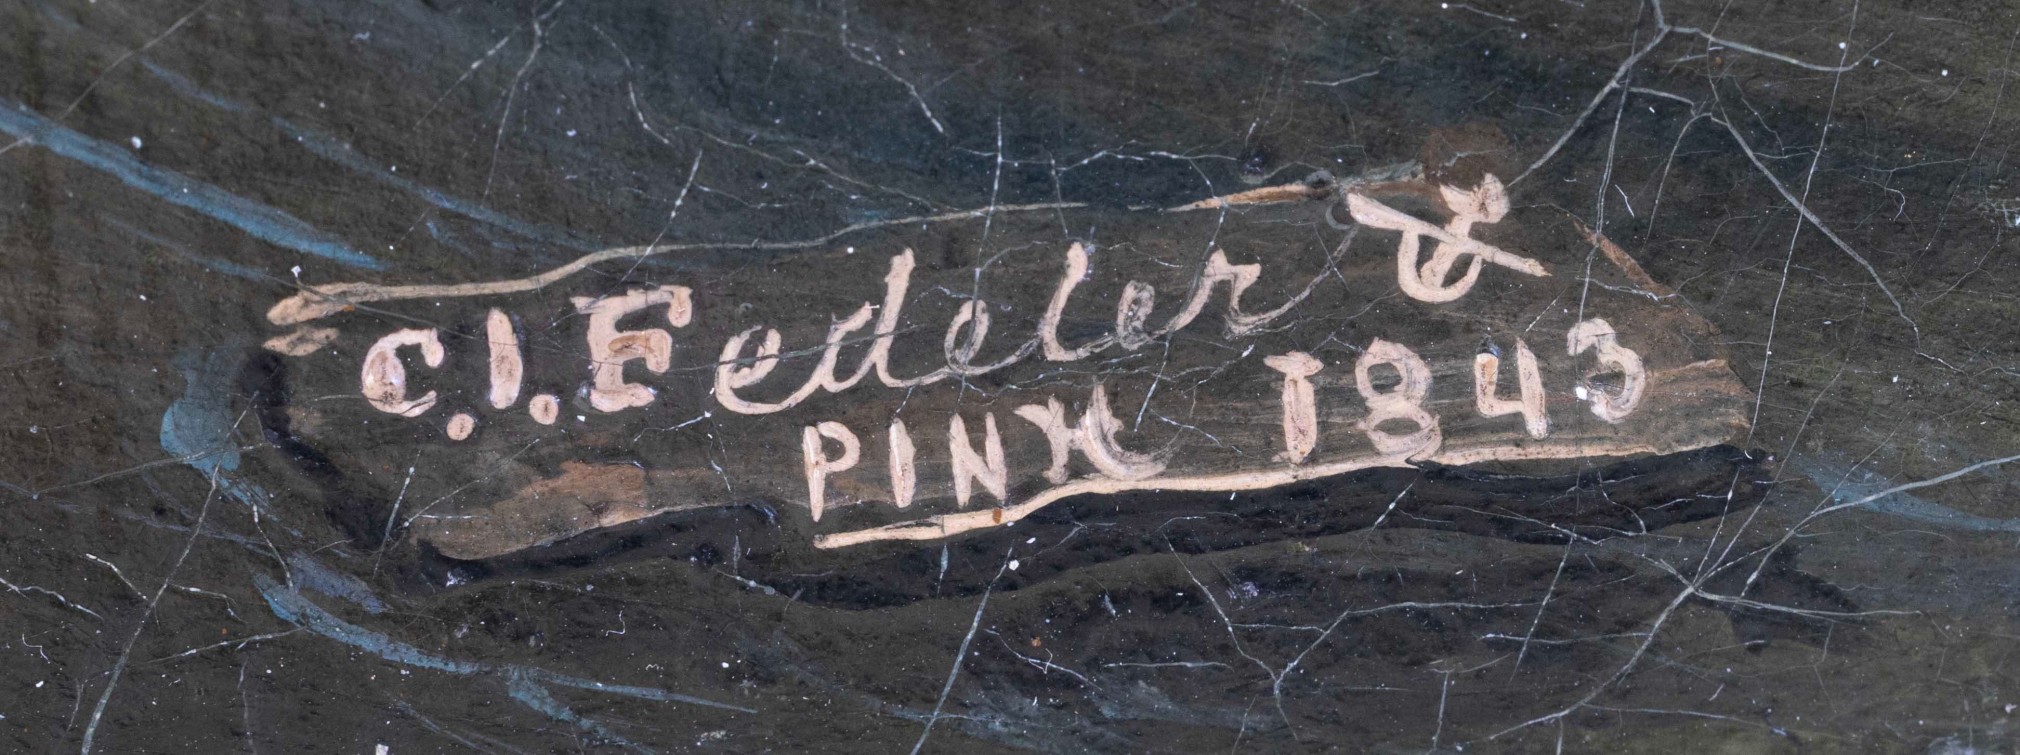 C.I. Fedeler
PINX 1843